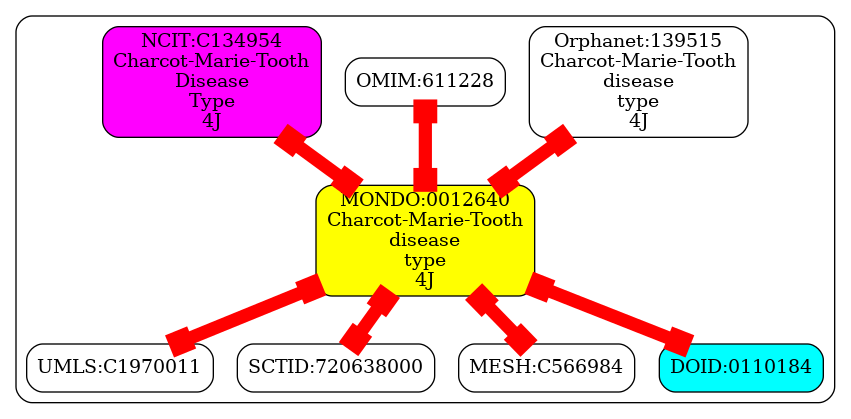 NCIT:C134954
Charcot-Marie-Tooth
Disease
Type
4J
OMIM:611228
Orphanet:139515
Charcot-Marie-Tooth
disease
type
4J
MONDO:0012640
Charcot-Marie-Tooth
disease
type
4J
UMLS:C1970011
SCTID:720638000
MESH:C566984
DOID:0110184